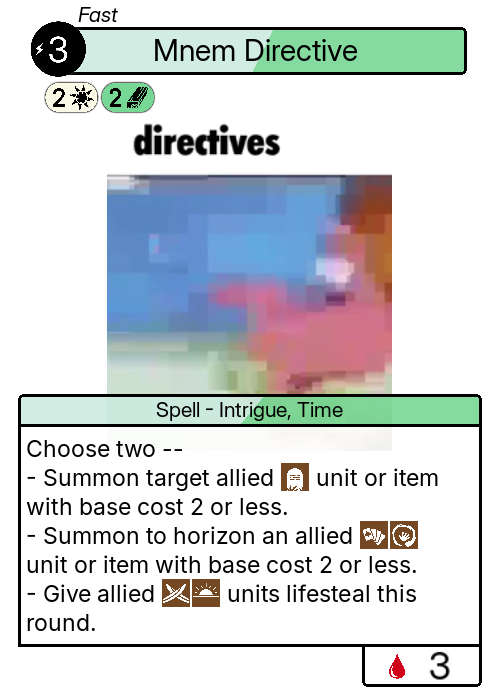 Fast
3 Mnem Directive
2 2
directives
Spell - Intrigue, Time
Choose two --
- Summon target allied unit or item
with base cost 2 or less.
- Summon to horizon an allied
unit or item with base cost 2 or less.
- Give allied units lifesteal this
round.
3